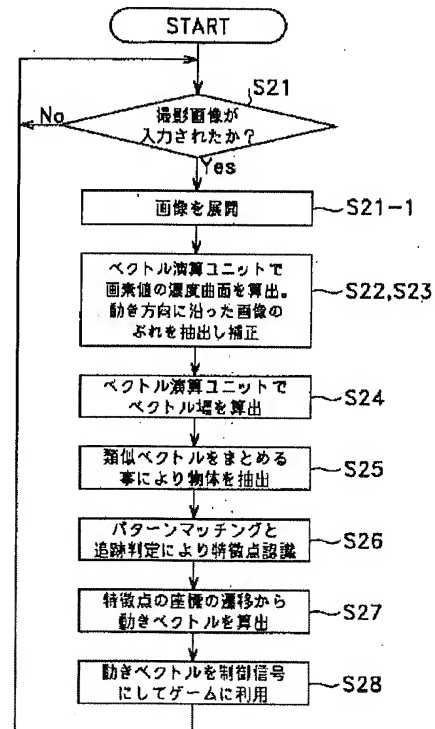 START
S21
撮影画像が
入力されたか？
No
Yes
画像を展開
S21-1
ベクトル演算ユニットで
画素値の濃度曲面を算出。
動き方向に沿った画像の
ぶれを抽出し補正
S22,S23
ベクトル演算ユニットで
ベクトル場を算出
S24
類似ベクトルをまとめる
事により物体を抽出
S25
パターンマッチングと
追跡判定により特徴点認識
S26
特徴点の座標の遷移から
動きベクトルを算出
S27
動きベクトルを制御信号
にしてゲームに利用
S28